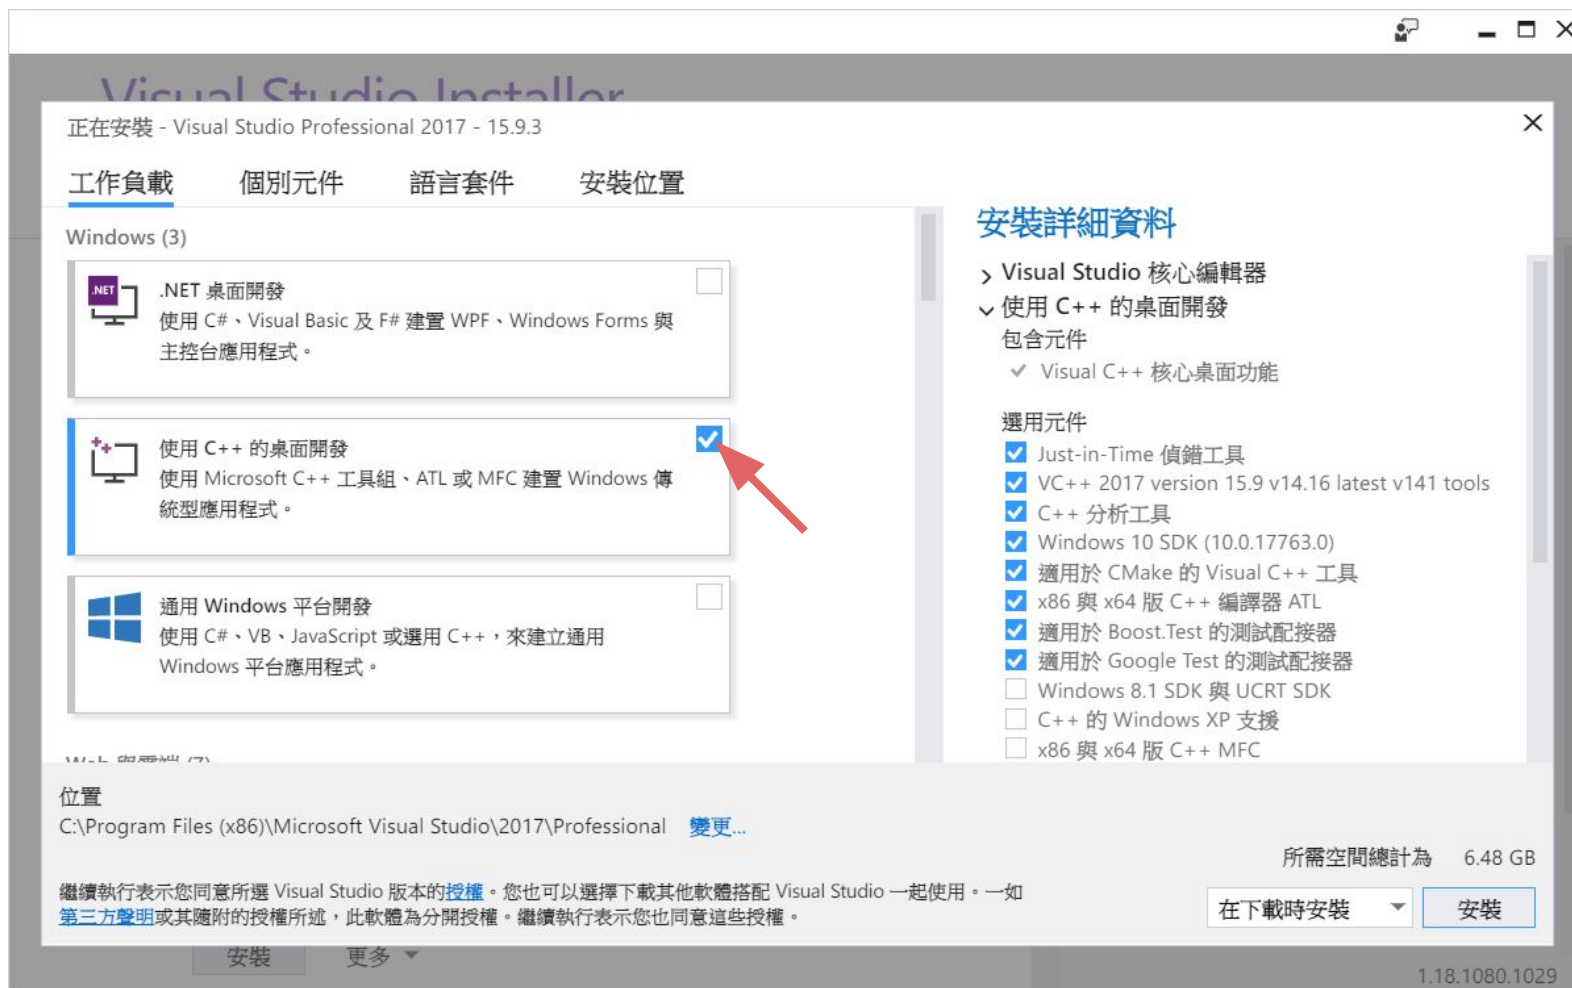 Visual Studio Installer
正在安裝 - Visual Studio Professional 2017 - 15.9.3
工作負載 個別元件 語言套件 安裝位置
Windows (3)
.NET
.NET 桌面開發
使用 C#、Visual Basic 及 F# 建置 WPF、Windows Forms 與
主控台應用程式。
使用 C++ 的桌面開發
使用 Microsoft C++ 工具組、ATL 或 MFC 建置 Windows 傳
統型應用程式。
通用 Windows 平台開發
使用 C#、VB、JavaScript 或選用 C++，來建立通用
Windows 平台應用程式。
Web 與雲端 (7)
安裝詳細資料
Visual Studio 核心編輯器
使用 C++ 的桌面開發
包含元件
Visual C++ 核心桌面功能
選用元件
Just-in-Time 偵錯工具
VC++ 2017 version 15.9 v14.16 latest v141 tools
C++ 分析工具
Windows 10 SDK (10.0.17763.0)
適用於 CMake 的 Visual C++ 工具
x86 與 x64 版 C++ 編譯器 ATL
適用於 Boost.Test 的測試配接器
適用於 Google Test 的測試配接器
Windows 8.1 SDK 與 UCRT SDK
C++ 的 Windows XP 支援
x86 與 x64 版 C++ MFC
位置
C:\Program Files (x86)\Microsoft Visual Studio\2017\Professional 變更...
所需空間總計為 6.48 GB
繼續執行表示您同意所選 Visual Studio 版本的授權。您也可以選擇下載其他軟體搭配 Visual Studio 一起使用。一如
第三方聲明或其隨附的授權所述，此軟體為分開授權。繼續執行表示您也同意這些授權。
在下載時安裝 安裝
安裝 更多
1.18.1080.1029